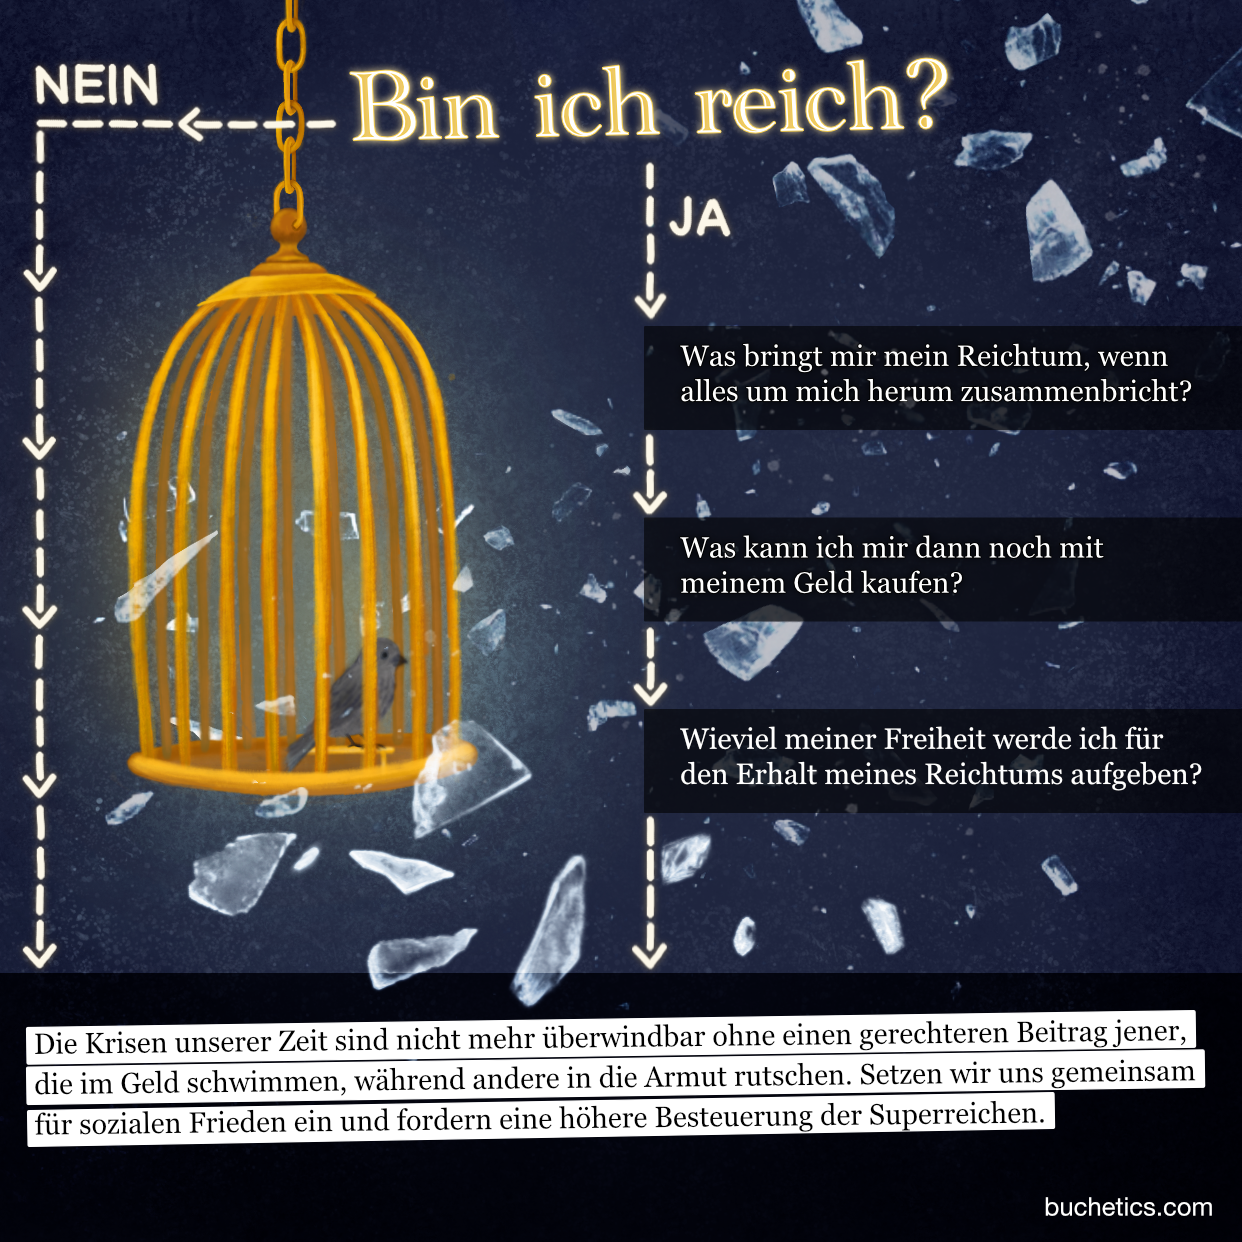 Bin ich reich?
NEIN
JA
Was bringt mir mein Reichtum, wenn
alles um mich herum zusammenbricht?
Was kann ich mir dann noch mit
meinem Geld kaufen?
Wieviel meiner Freiheit werde ich für
den Erhalt meines Reichtums aufgeben?
Die Krisen unserer Zeit sind nicht mehr überwindbar ohne einen gerechteren Beitrag jener,
die im Geld schwimmen, während andere in die Armut rutschen. Setzen wir uns gemeinsam
für sozialen Frieden ein und fordern eine höhere Besteuerung der Superreichen.
buchetics.com